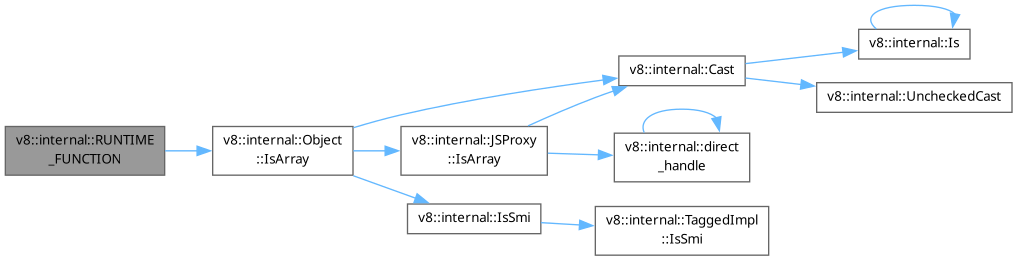 v8::internal::RUNTIME
_FUNCTION
v8::internal::Object
::IsArray
v8::internal::Cast
v8::internal::Is
v8::internal::UncheckedCast
v8::internal::JSProxy
::IsArray
v8::internal::direct
_handle
v8::internal::IsSmi
v8::internal::TaggedImpl
::IsSmi